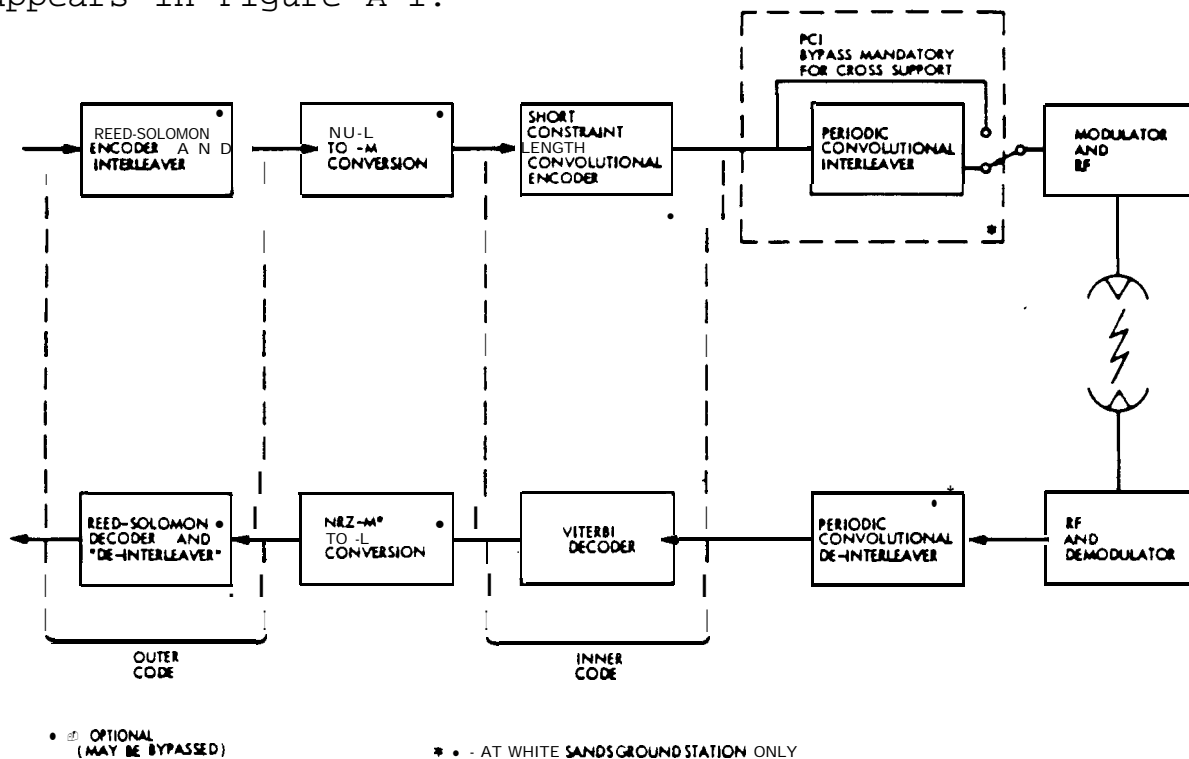 appears in Figure A-1.
PCI
BYPASS MANDATORY
FOR CROSS SUPPORT
REED-SOLOMON
ENCODER AND
INTERLEAVER
NU-L
TO -M
CONVERSION
SHORT
CONSTRAINT
LENGTH
CONVOLUTIONAL
ENCODER
PERIODIC
CONVOLUTIONAL
INTERLEAVER
*
MODULATOR
AND
RF
REED-SOLOMON
DECODER AND
"DE-INTERLEAVER"
NRZ-M*
TO -L
CONVERSION
VITERBI
DECODER
PERIODIC
CONVOLUTIONAL
DE-INTERLEAVER
*
RF
AND
DEMODULATOR
OUTER
CODE
INNER
CODE
• OPTIONAL
(MAY BE BYPASSED)
* • - AT WHITE SANDS GROUND STATION ONLY